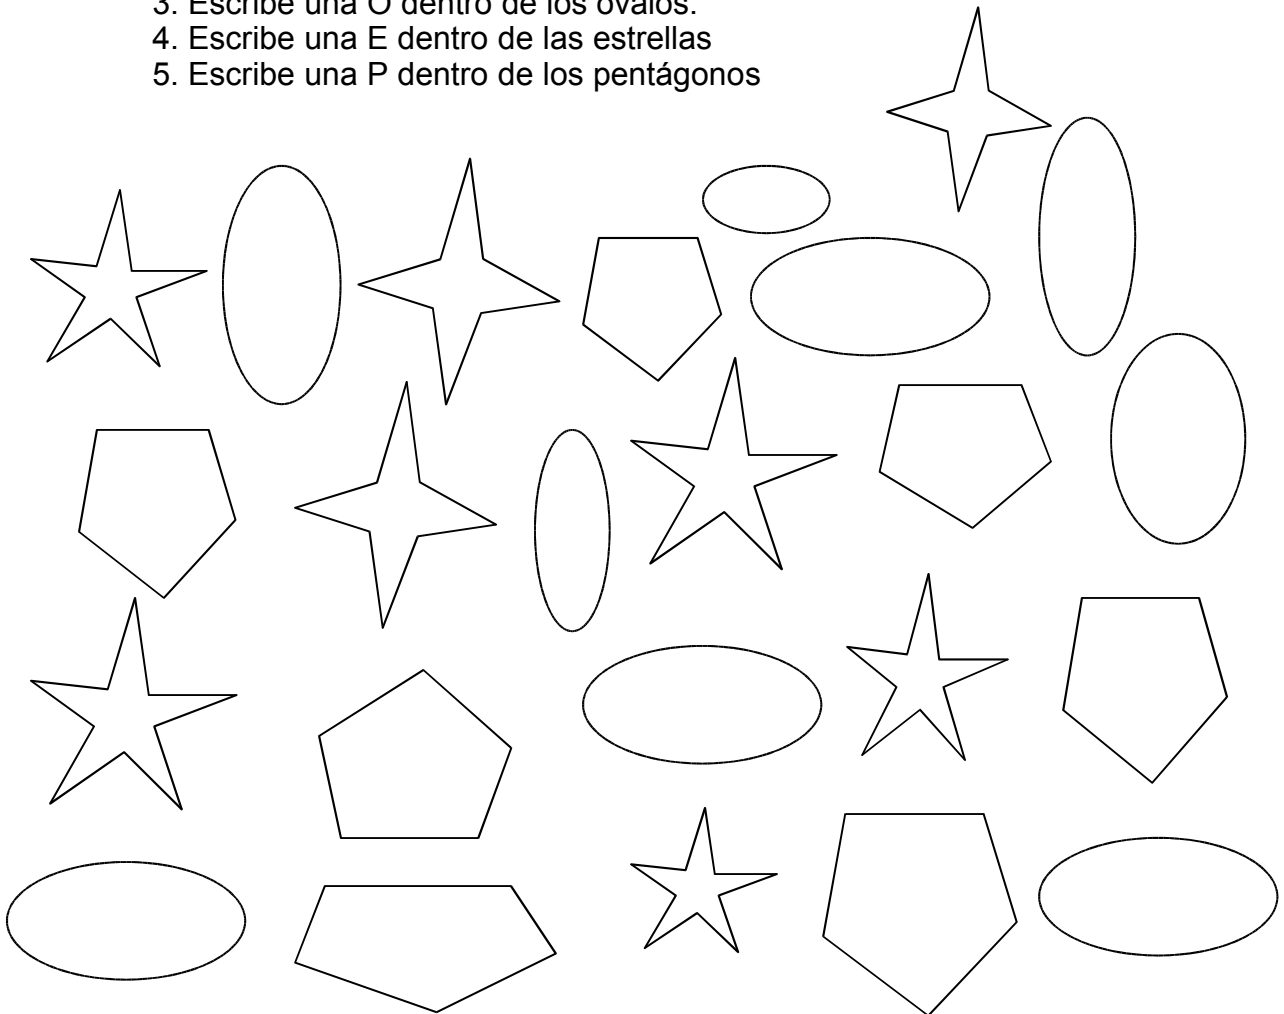 3. Escribe una O dentro de los óvalos.
4. Escribe una E dentro de las estrellas
5. Escribe una P dentro de los pentágonos